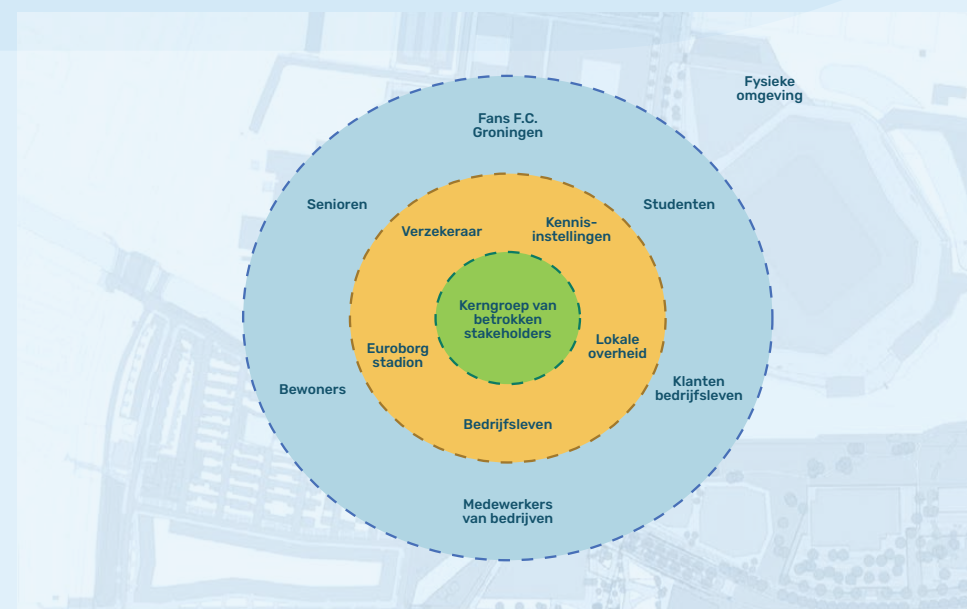 Fysieke
omgeving
Fans F.C.
Groningen
Senioren
Studenten
Verzekeraar
Kennis-
instellingen
Kerngroep van
betrokken
stakeholders
Euroborg
stadion
Lokale
overheid
Bewoners
Klanten
bedrijfsleven
Bedrijfsleven
Medewerkers
van bedrijven